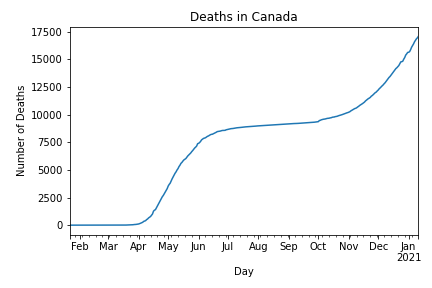 Deaths in Canada
Number of Deaths
17500
15000
12500
10000
7500
5000
2500
0
Feb Mar Apr May Jun Jul Aug Sep Oct Nov Dec Jan
2021
Day